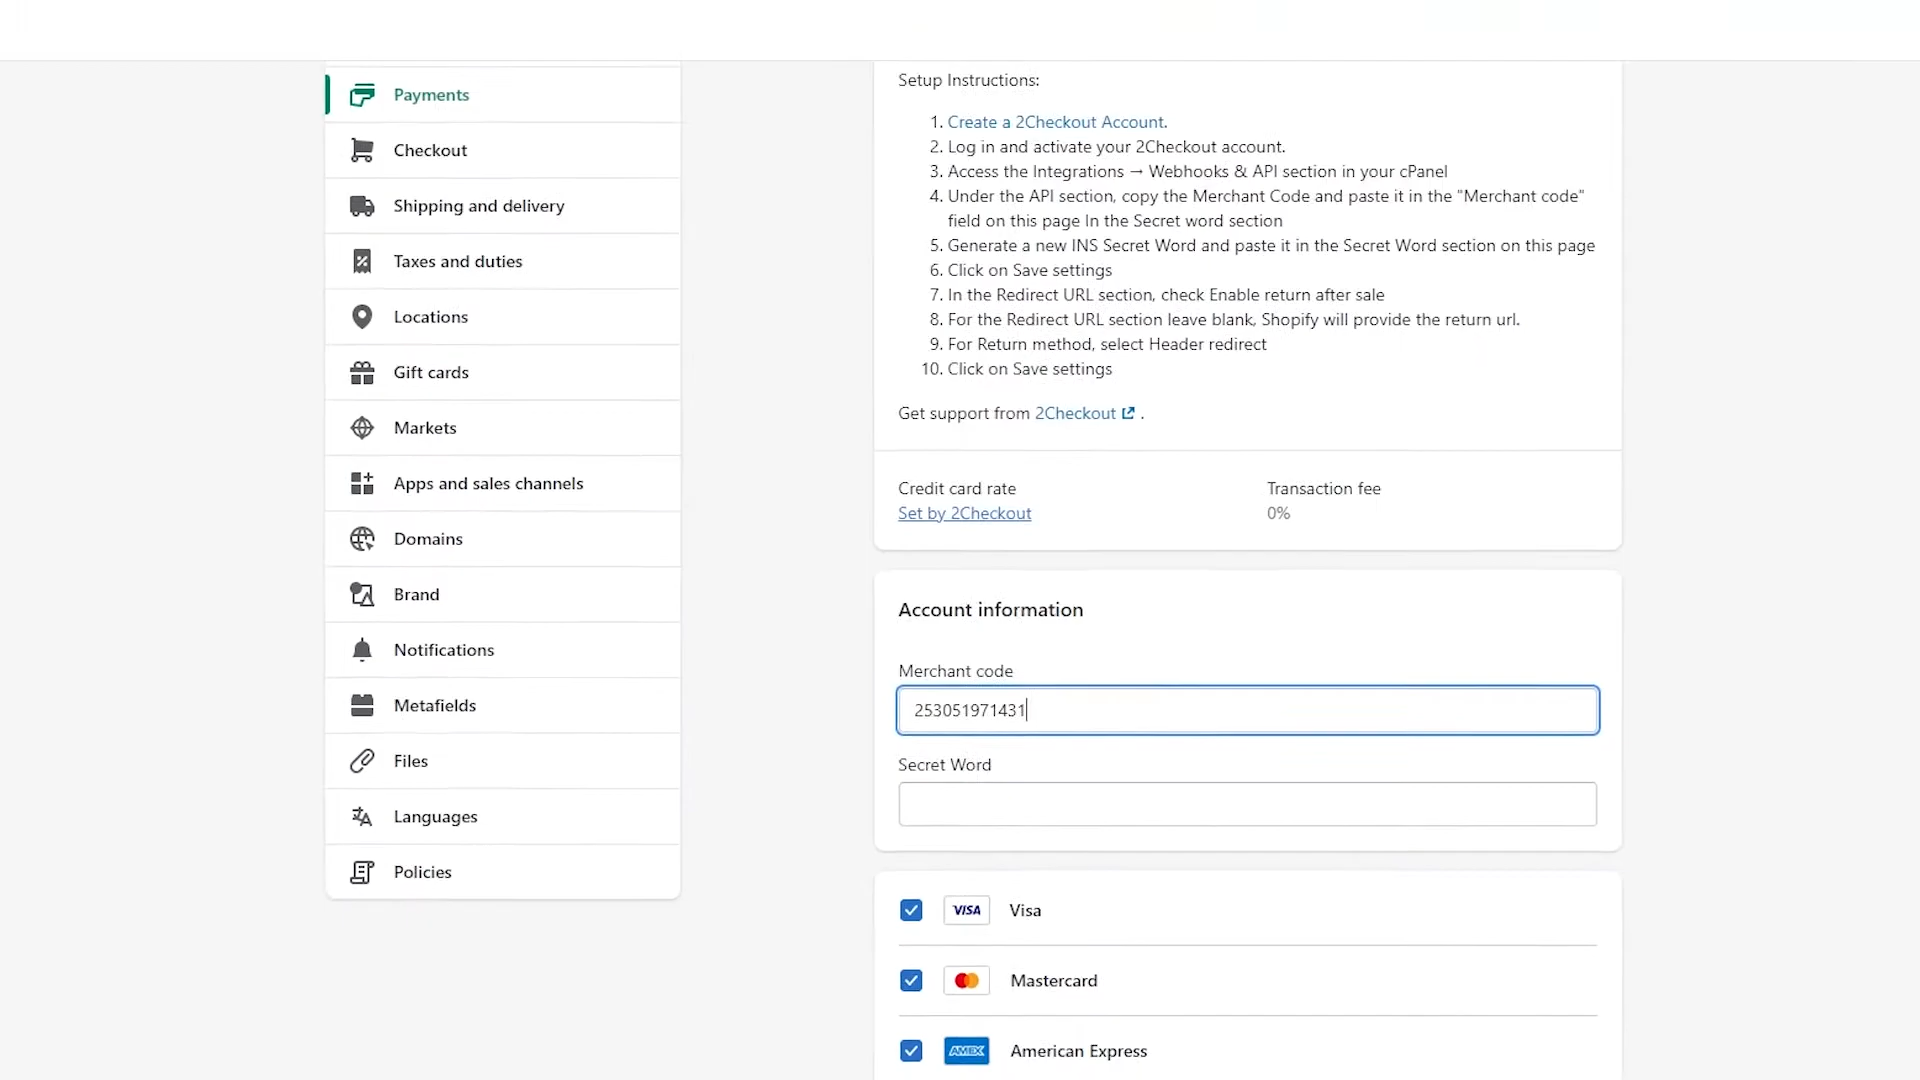 Payments
Checkout
Shipping and delivery
Taxes and duties
Locations
Gift cards
Markets
Apps and sales channels
Domains
Brand
Notifications
Metafields
Files
Languages
Policies
Setup Instructions:
1. Create a 2Checkout Account.
2. Log in and activate your 2Checkout account.
3. Access the Integrations → Webhooks & API section in your cPanel
4. Under the API section, copy the Merchant Code and paste it in the "Merchant code"
field on this page In the Secret word section
5. Generate a new INS Secret Word and paste it in the Secret Word section on this page
6. Click on Save settings
7. In the Redirect URL section, check Enable return after sale
8. For the Redirect URL section leave blank, Shopify will provide the return url.
9. For Return method, select Header redirect
10. Click on Save settings
Get support from 2Checkout .
Credit card rate
Set by 2Checkout
Transaction fee
0%
Account information
Merchant code
253051971431
Secret Word
VISA Visa
Mastercard
AMEX American Express